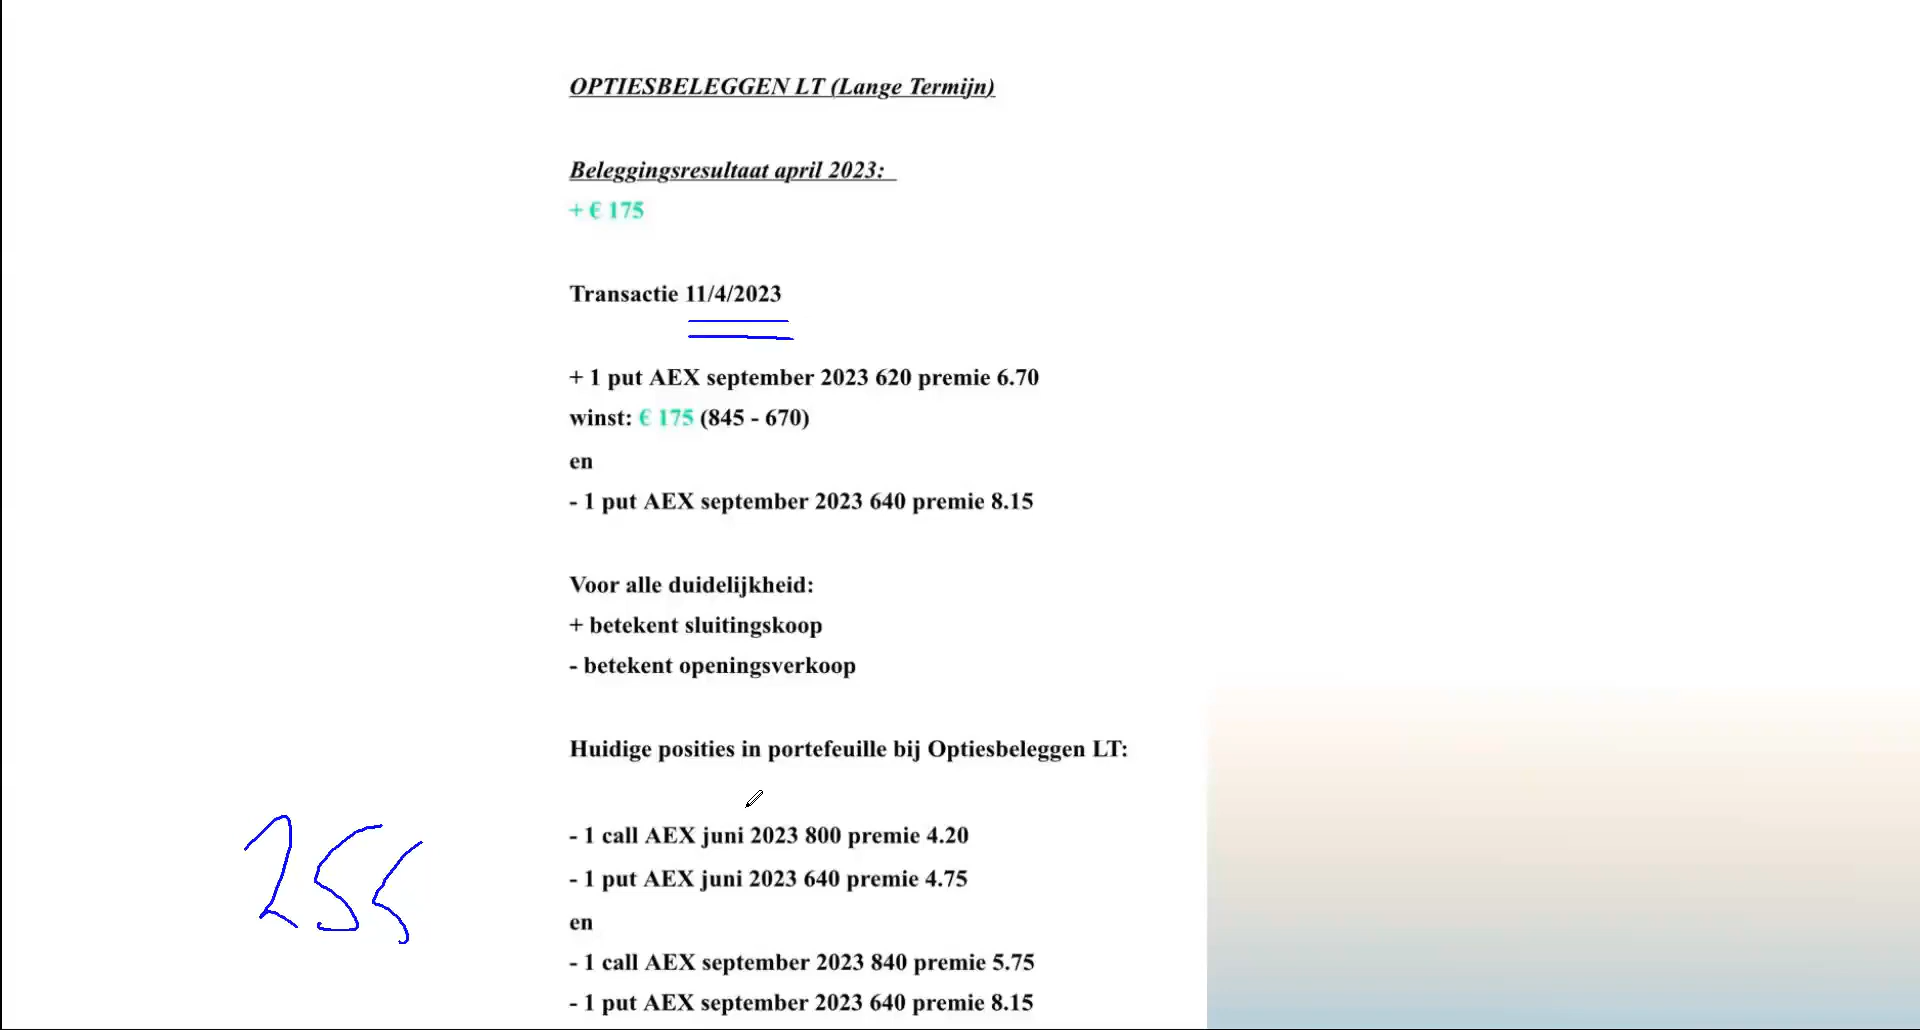 OPTIESBELEGGEN LT (Lange Termijn)
Beleggingsresultaat april 2023:
+ € 175
Transactie 11/4/2023
+ 1 put AEX september 2023 620 premie 6.70
winst: € 175 (845 - 670)
en
- 1 put AEX september 2023 640 premie 8.15
Voor alle duidelijkheid:
+ betekent sluitingskoop
- betekent openingsverkoop
Huidige posities in portefeuille bij Optiesbeleggen LT:
- 1 call AEX juni 2023 800 premie 4.20
- 1 put AEX juni 2023 640 premie 4.75
en
- 1 call AEX september 2023 840 premie 5.75
- 1 put AEX september 2023 640 premie 8.15
255